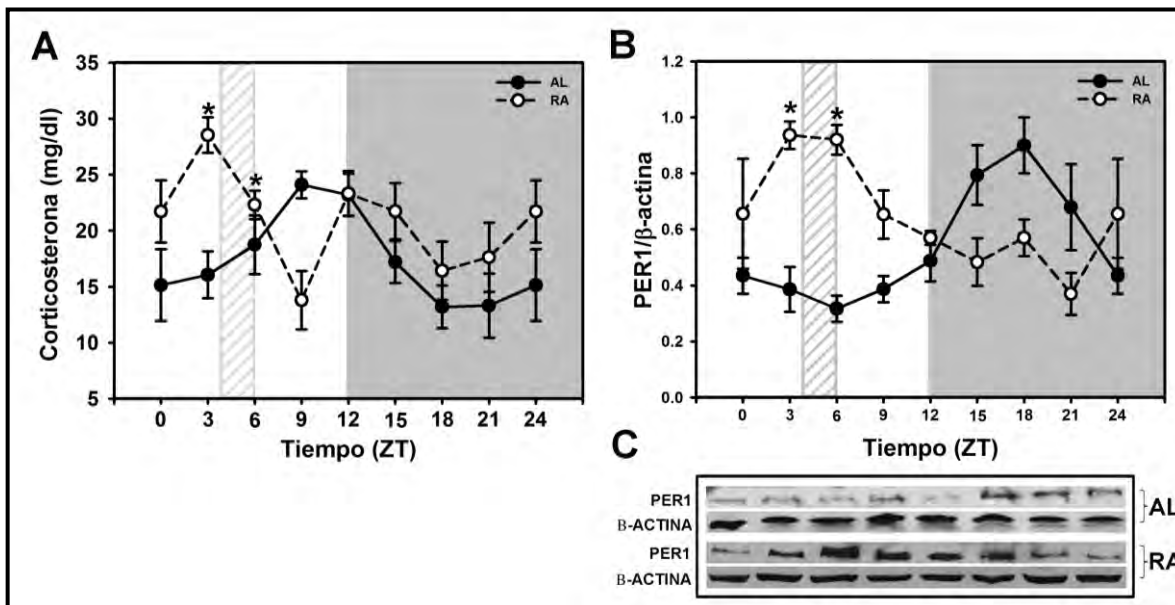 A
Corticosterona (mg/dl)
35
30
25
20
15
10
5
AL
RA
*
*
0 3 6 9 12 15 18 21 24
Tiempo (ZT)
B
PER1/β-actina
1.2
1.0
0.8
0.6
0.4
0.2
0.0
AL
RA
*
*
0 3 6 9 12 15 18 21 24
Tiempo (ZT)
C
PER1
B-ACTINA
AL
PER1
B-ACTINA
RA